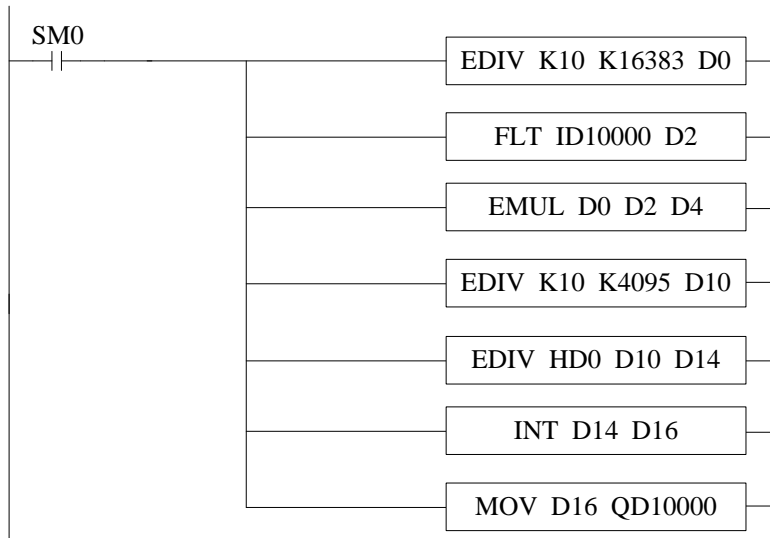 SM0
EDIV K10 K16383 D0
FLT ID10000 D2
EMUL D0 D2 D4
EDIV K10 K4095 D10
EDIV HD0 D10 D14
INT D14 D16
MOV D16 QD10000